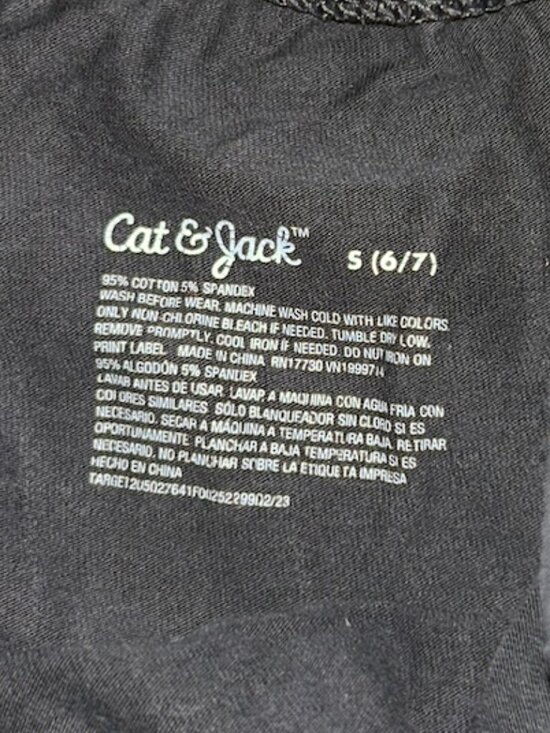 Cat & Jack™ S (6/7)
95% COTTON 5% SPANDEX
WASH BEFORE WEAR. MACHINE WASH COLD WITH LIKE COLORS.
ONLY NON-CHLORINE BLEACH IF NEEDED. TUMBLE DRY LOW.
REMOVE PROMPTLY. COOL IRON IF NEEDED. DO NOT IRON ON
PRINT LABEL. MADE IN CHINA RN17730 VN19997H
95% ALGODÓN 5% SPANDEX
LAVAR ANTES DE USAR. LAVAR A MAQUINA CON AGUA FRIA CON
COLORES SIMILARES. SÓLO BLANQUEADOR SIN CLORO SI ES
NECESARIO. SECAR A MÁQUINA A TEMPERATURA BAJA. RETIRAR
OPORTUNAMENTE. PLANCHAR A BAJA TEMPERATURA SI ES
NECESARIO. NO PLANCHAR SOBRE LA ETIQUETA IMPRESA
HECHO EN CHINA